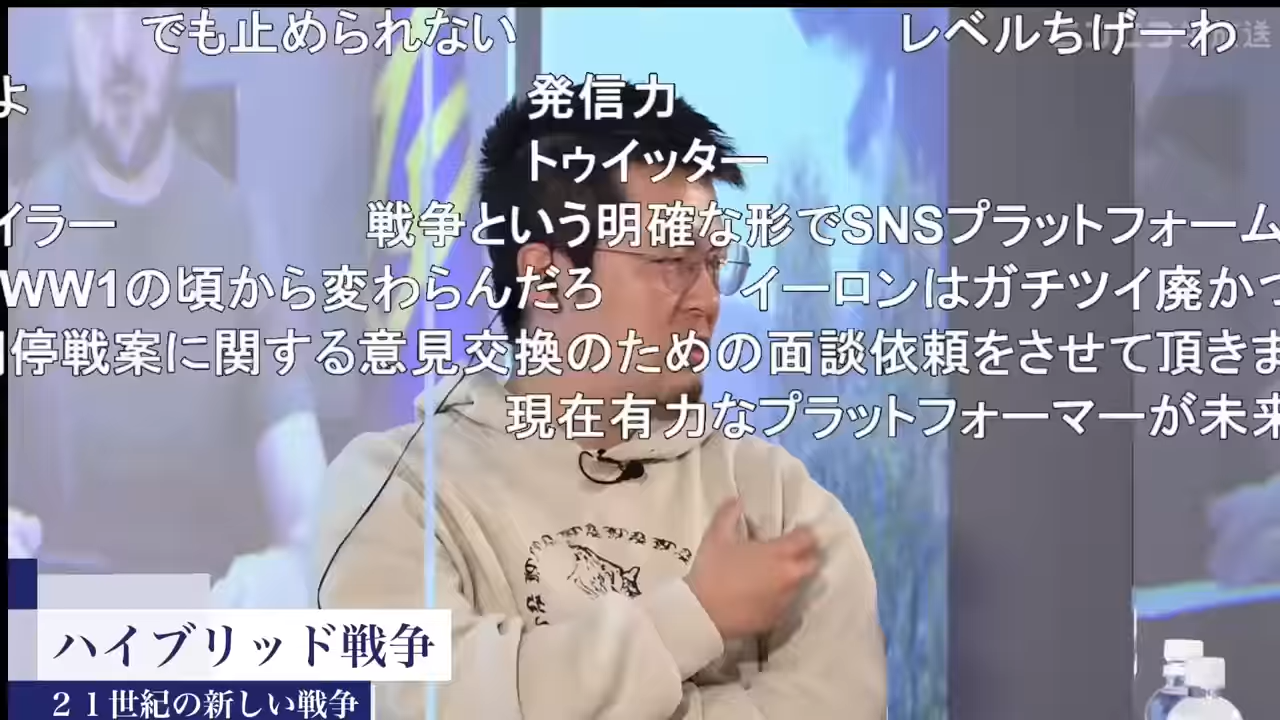 でも止められない
レベルちげーわ
よ
発信力
トゥイッター
イラー
戦争という明確な形でSNSプラットフォーム
WW1の頃から変わらんだろ
イーロンはガチツイ廃かつ
停戦案に関する意見交換のための面談依頼をさせて頂きま
現在有力なプラットフォーマーが未来
ハイブリッド戦争
21世紀の新しい戦争